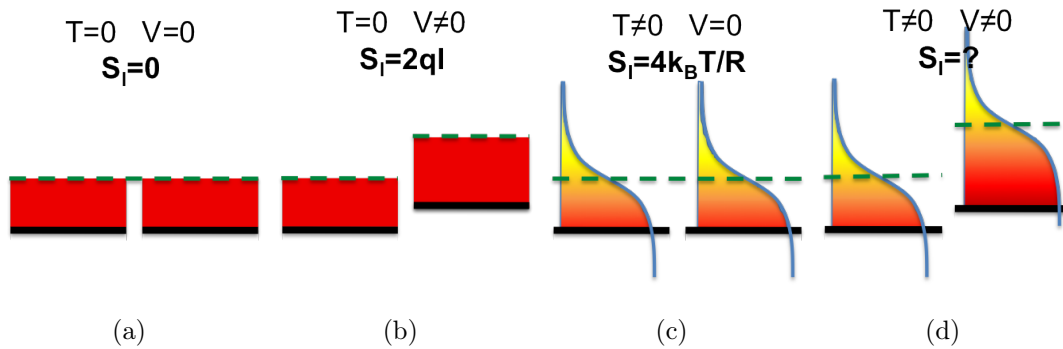 T=0 V=0
S_I=0
T=0 V≠0
S_I=2qI
T≠0 V=0
S_I=4k_BT/R
T≠0 V≠0
S_I=?
(a)
(b)
(c)
(d)